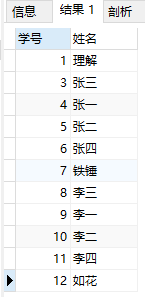 信息 结果 1 剖析
学号 姓名
1 理解
3 张三
4 张一
5 张二
6 张四
7 铁锤
8 李三
9 李一
10 李二
11 李四
12 如花